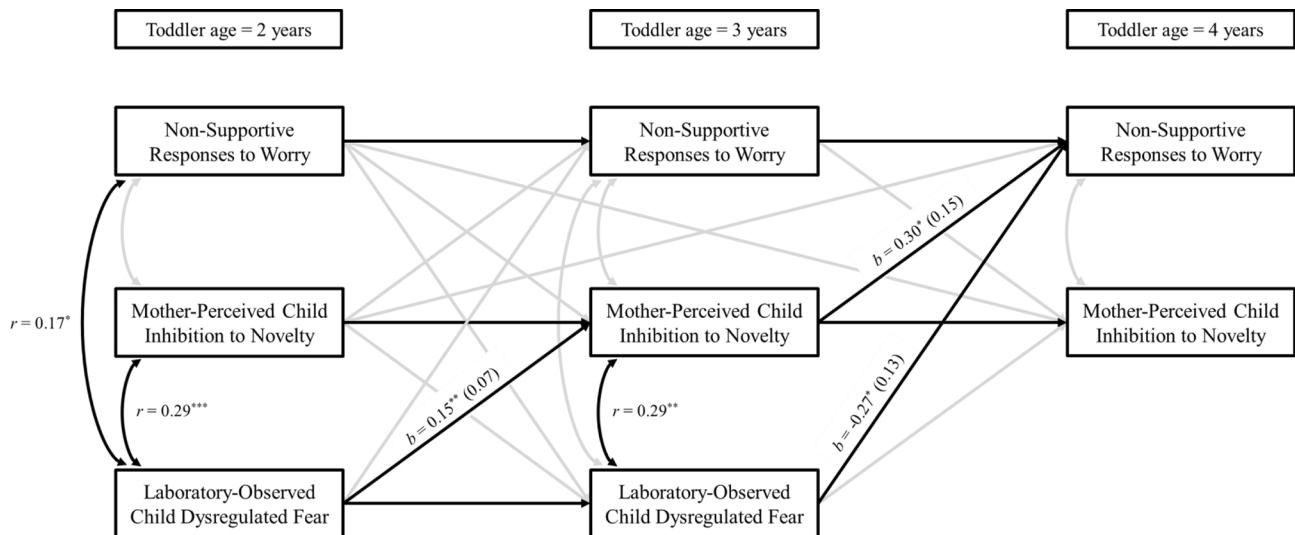 Toddler age = 2 years
Toddler age = 3 years
Toddler age = 4 years
Non-Supportive
Responses to Worry
Non-Supportive
Responses to Worry
Non-Supportive
Responses to Worry
b = 0.30* (0.15)
r = 0.17*
Mother-Perceived Child
Inhibition to Novelty
Mother-Perceived Child
Inhibition to Novelty
Mother-Perceived Child
Inhibition to Novelty
r = 0.29***
b = 0.15** (0.07)
r = 0.29**
b = -0.27* (0.13)
Laboratory-Observed
Child Dysregulated Fear
Laboratory-Observed
Child Dysregulated Fear